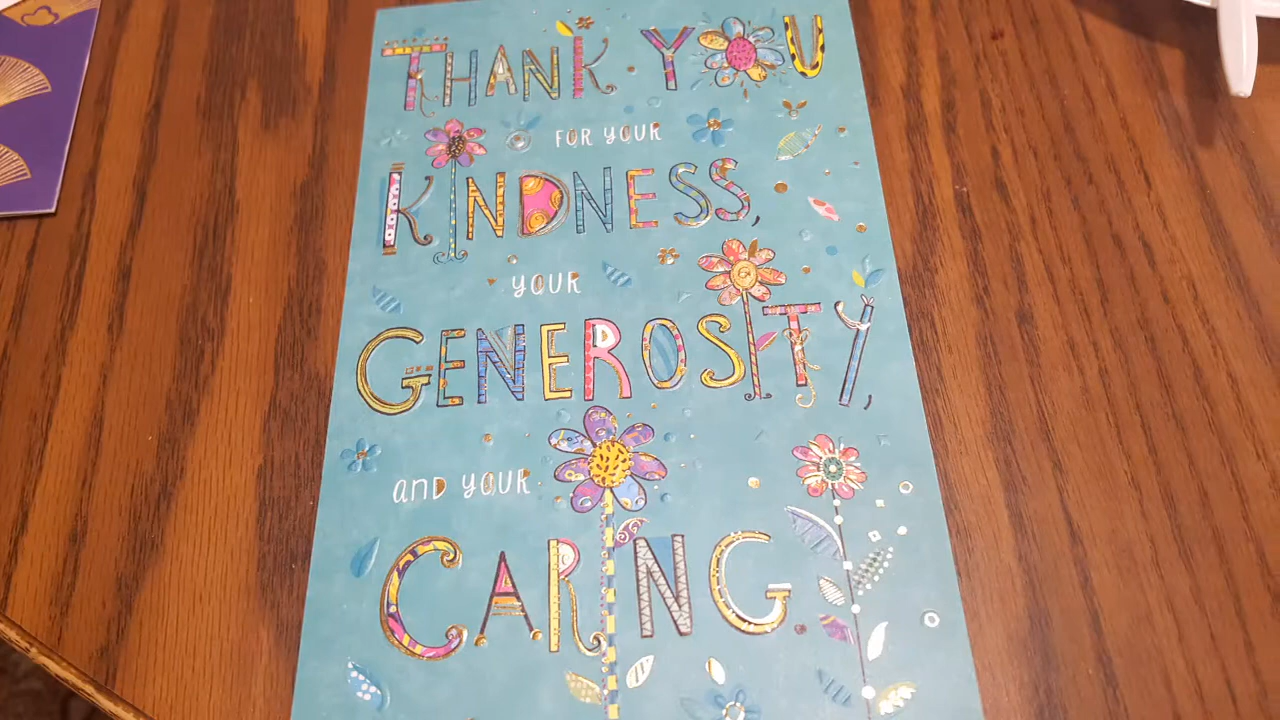 THANK YOU
FOR YOUR
KINDNESS,
YOUR
GENEROSITY,
AND YOUR
CARING.